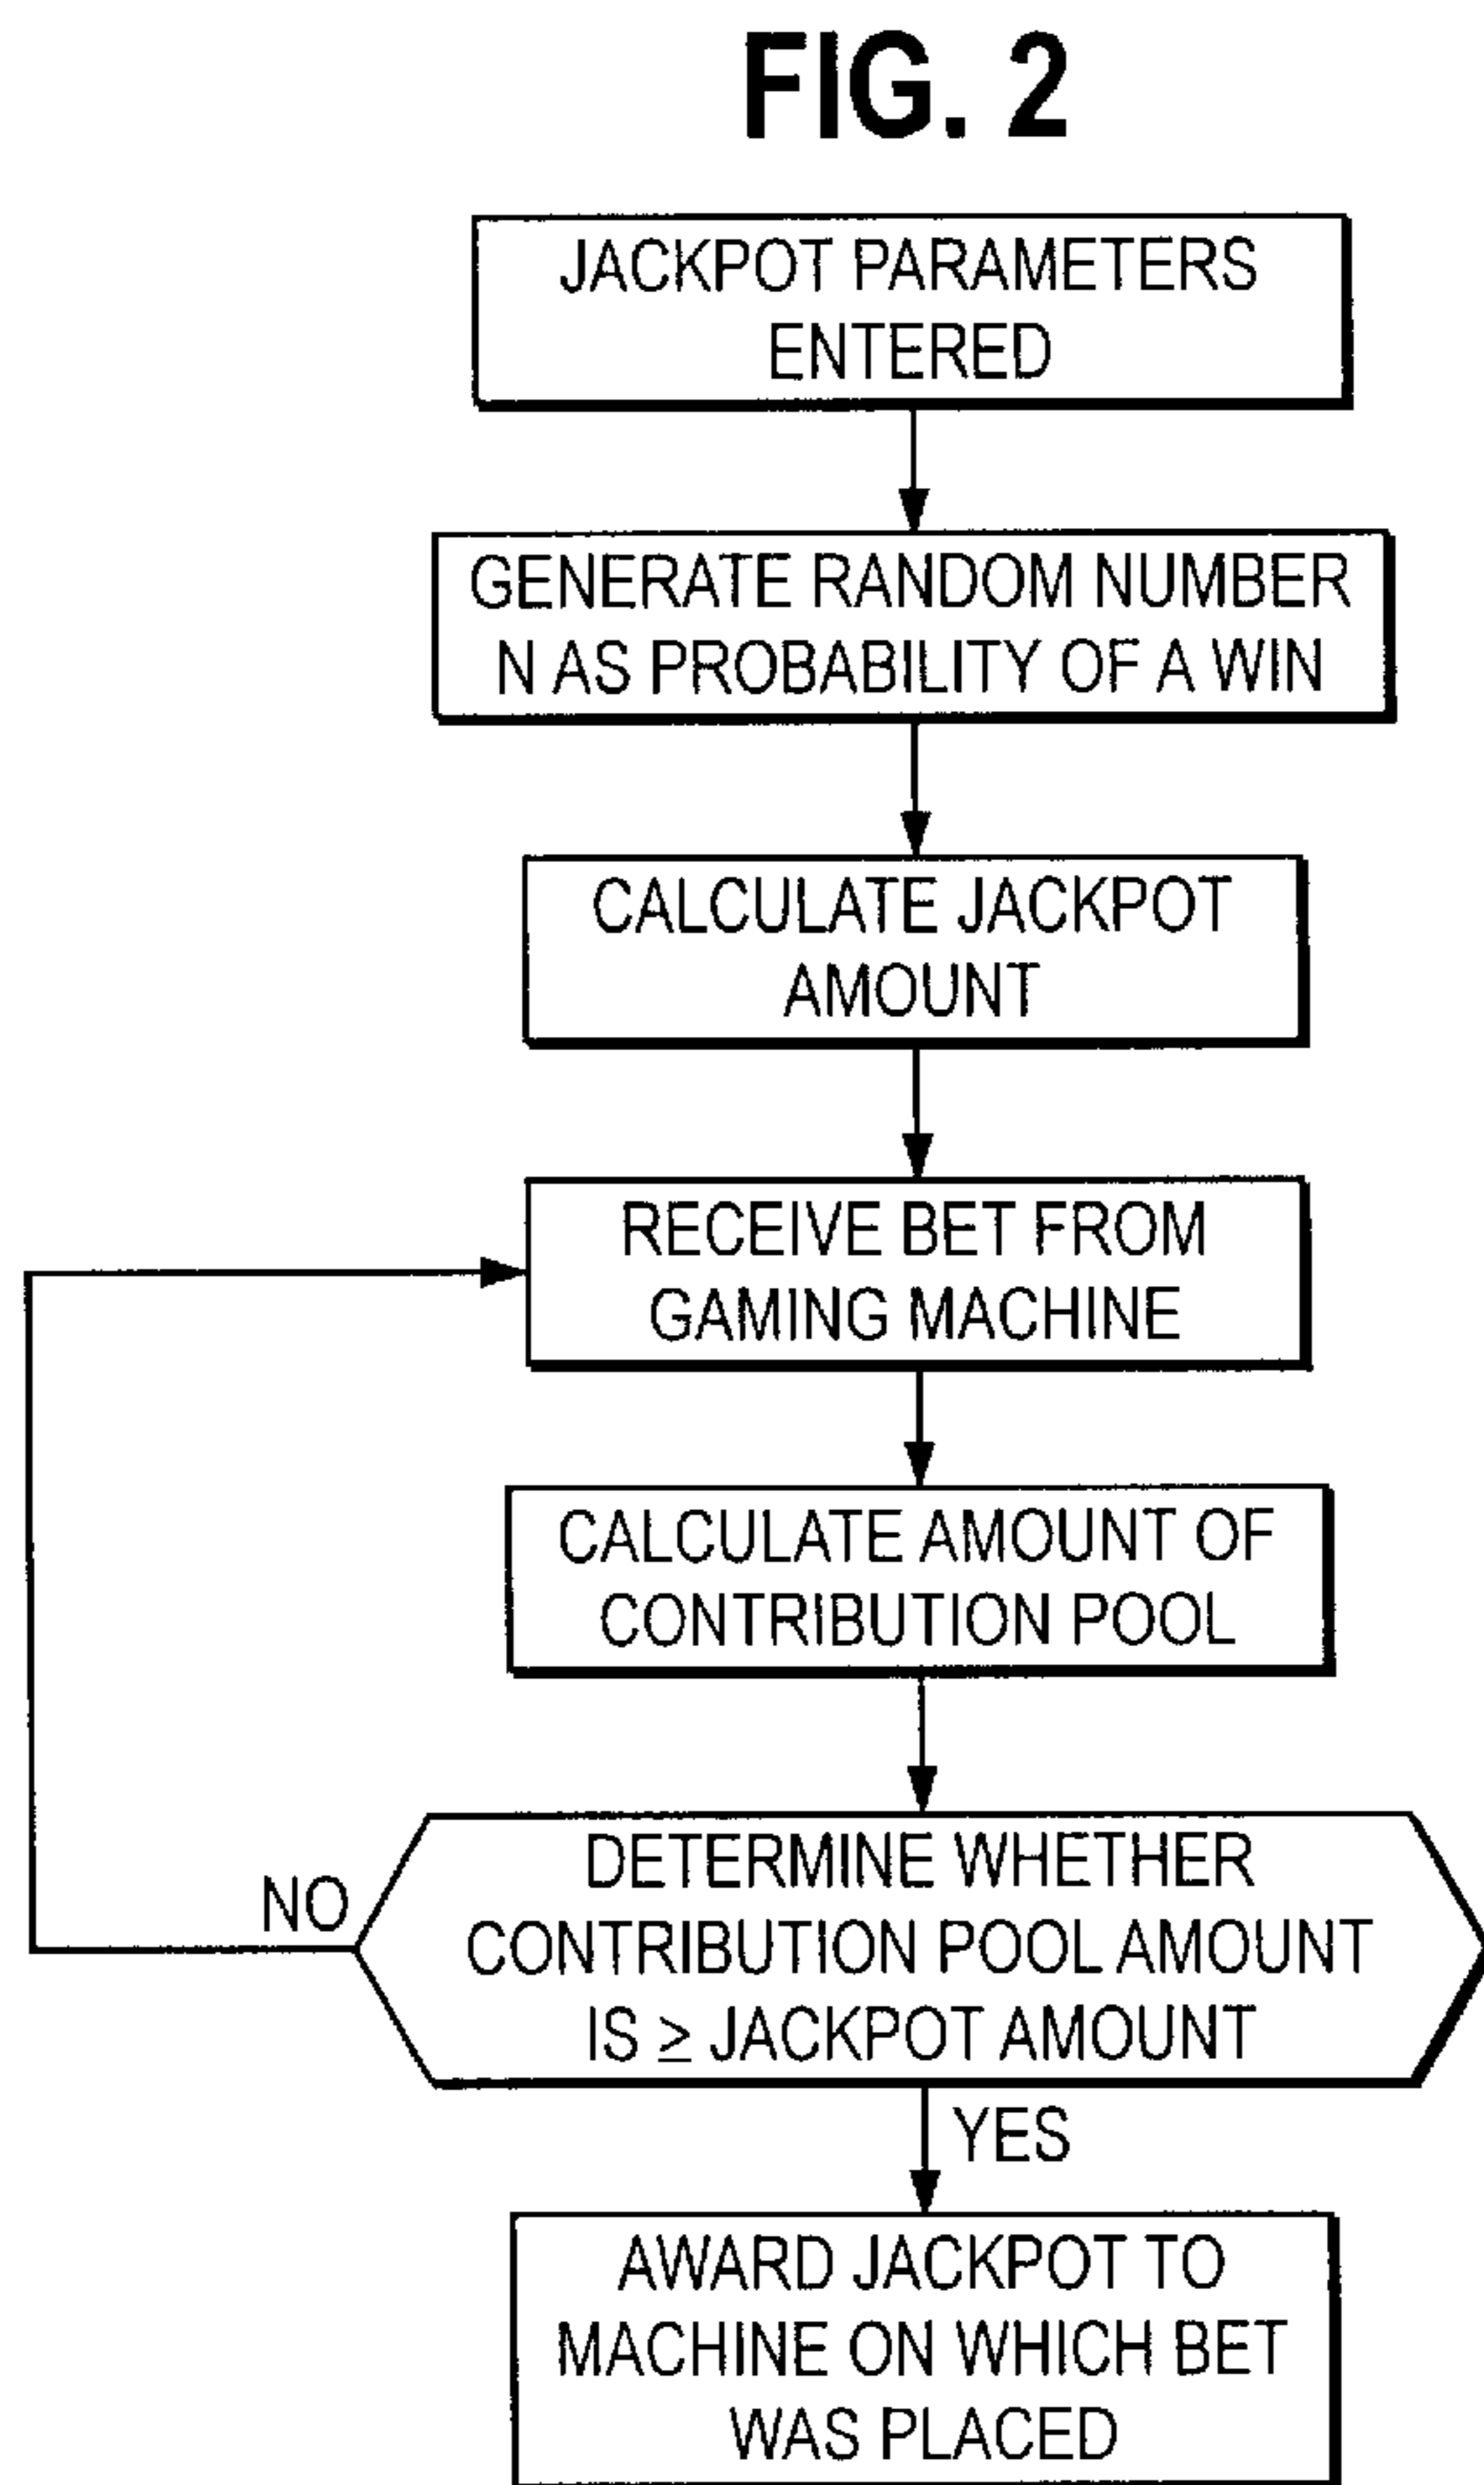 FIG. 2
JACKPOT PARAMETERS
ENTERED
GENERATE RANDOM NUMBER
N AS PROBABILITY OF A WIN
CALCULATE JACKPOT
AMOUNT
RECEIVE BET FROM
GAMING MACHINE
CALCULATE AMOUNT OF
CONTRIBUTION POOL
DETERMINE WHETHER
CONTRIBUTION POOL AMOUNT
IS ≥ JACKPOT AMOUNT
NO
YES
AWARD JACKPOT TO
MACHINE ON WHICH BET
WAS PLACED